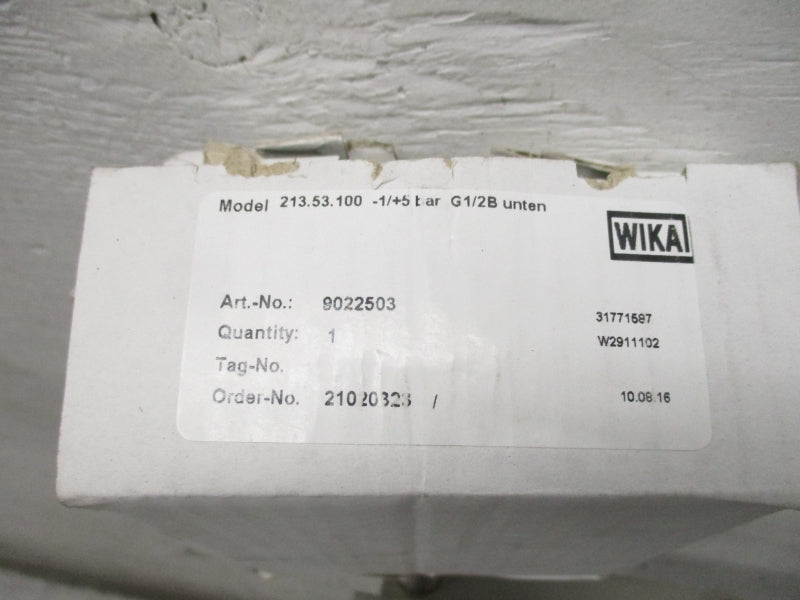 Model 213.53.100 -1/+5 bar G1/2B unten
WIKA
Art.-No.: 9022503
31771587
Quantity: 1
W2911102
Tag-No.
Order-No. 21020323 /
10.08.16